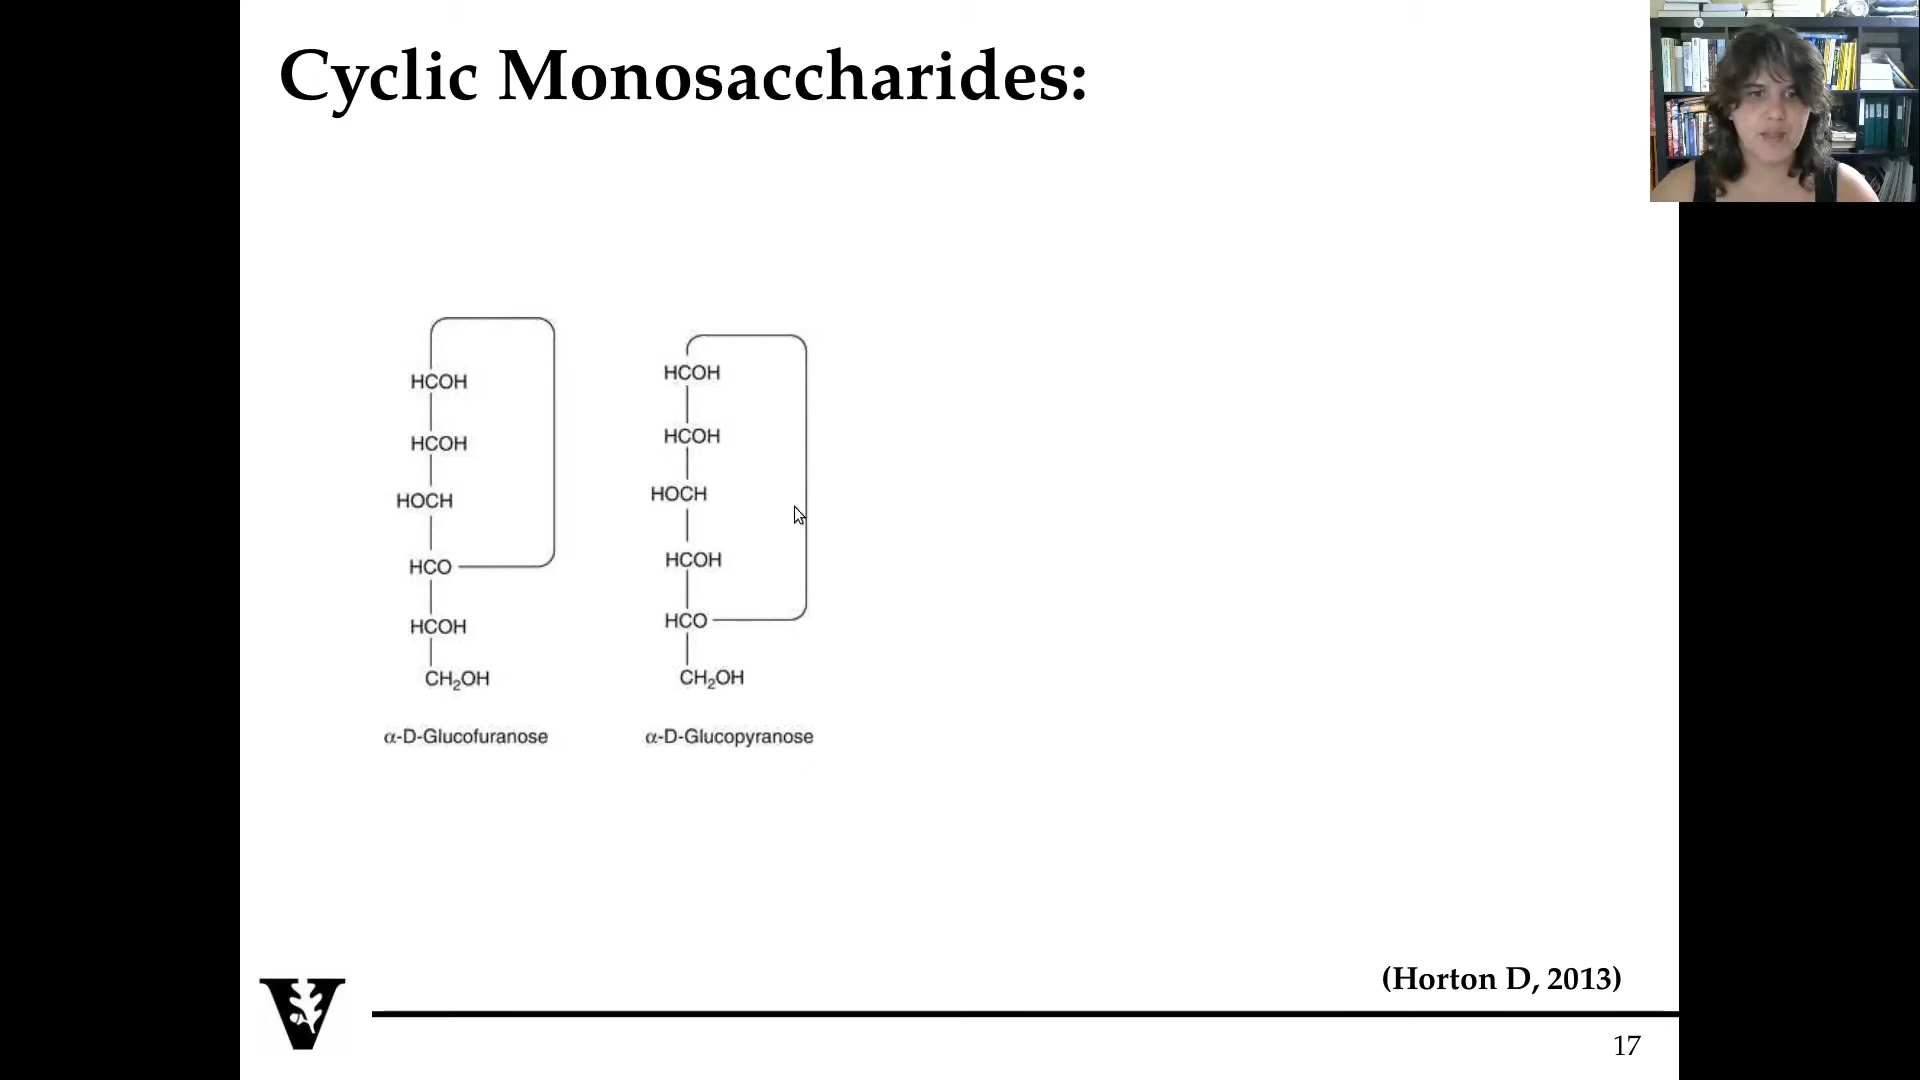 Cyclic Monosaccharides:
HCOH
HCOH
HOCH
HCO
HCOH
CH₂OH
α-D-Glucofuranose
HCOH
HCOH
HOCH
HCOH
HCO
CH₂OH
α-D-Glucopyranose
(Horton D, 2013)
V
17